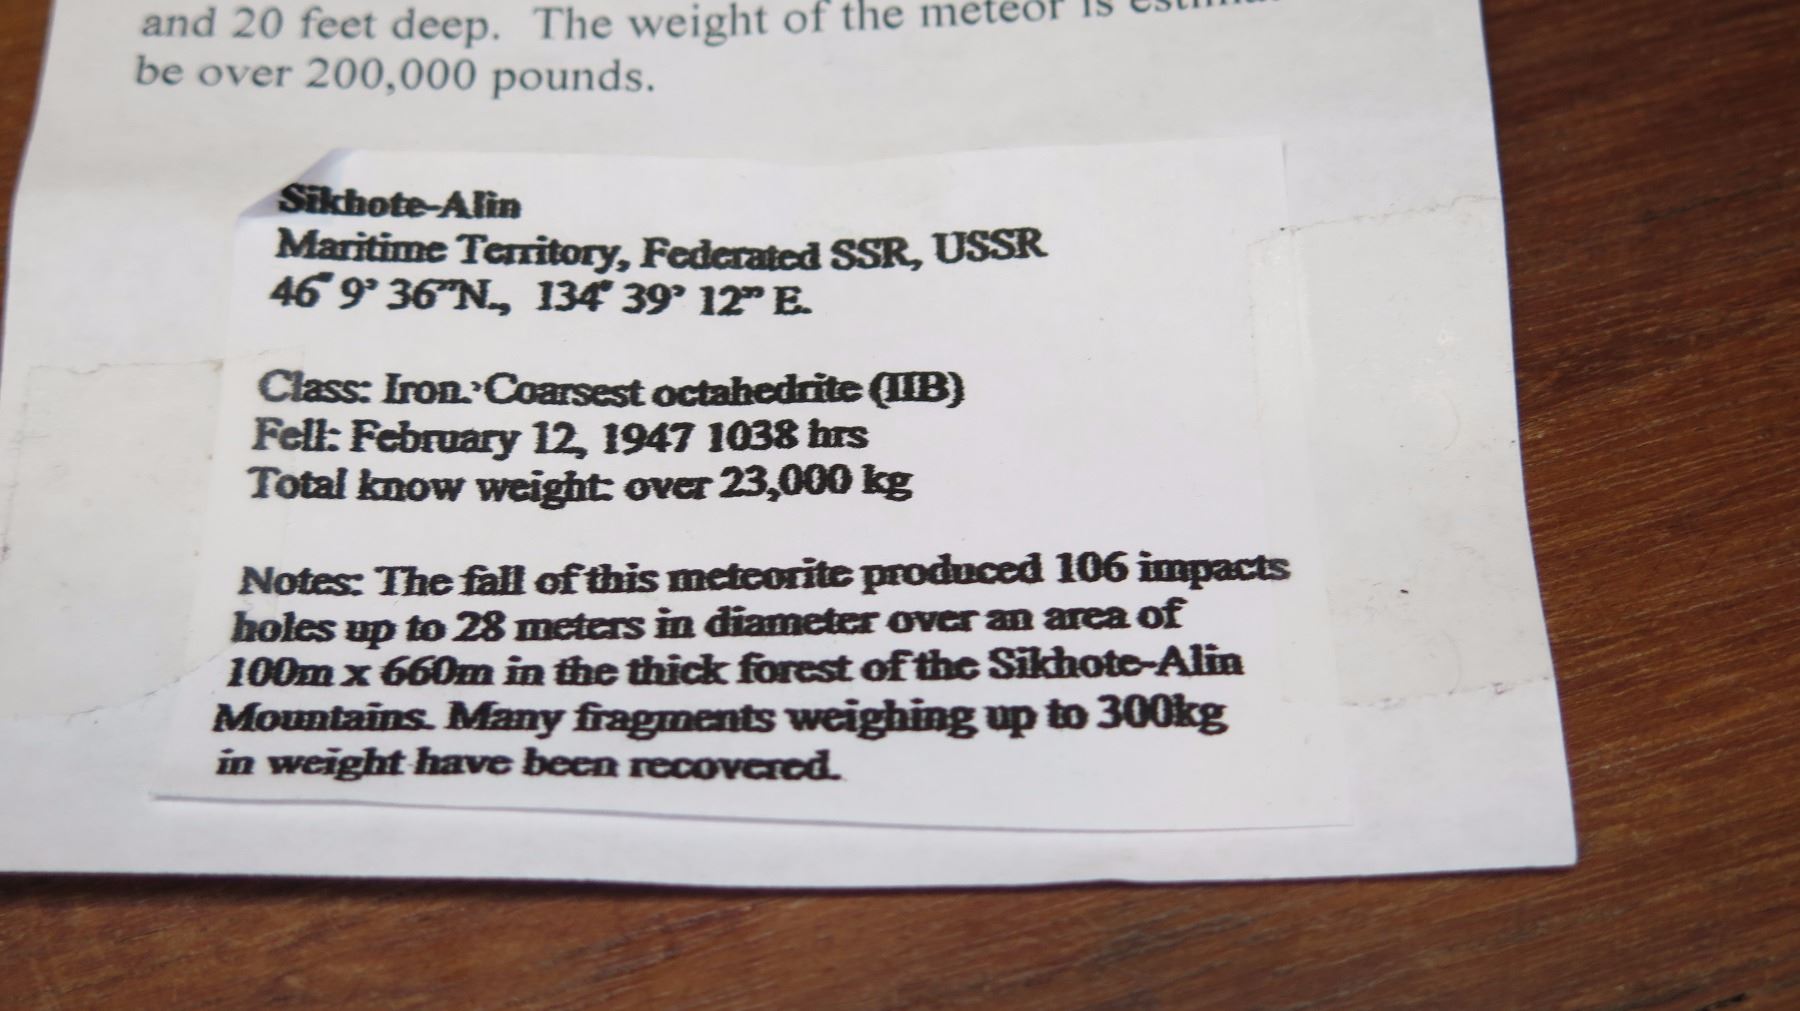 and 20 feet deep. The weight of the meteor is
be over 200,000 pounds.
Sikhote-Alin
Maritime Territory, Federated SSR, USSR
46° 9' 36"N., 134° 39' 12" E.
Class: Iron. Coarsest octahedrite (IIB)
Fell: February 12, 1947 1038 hrs
Total know weight: over 23,000 kg
Notes: The fall of this meteorite produced 106 impacts
holes up to 28 meters in diameter over an area of
100m x 660m in the thick forest of the Sikhote-Alin
Mountains. Many fragments weighing up to 300kg
in weight have been recovered.